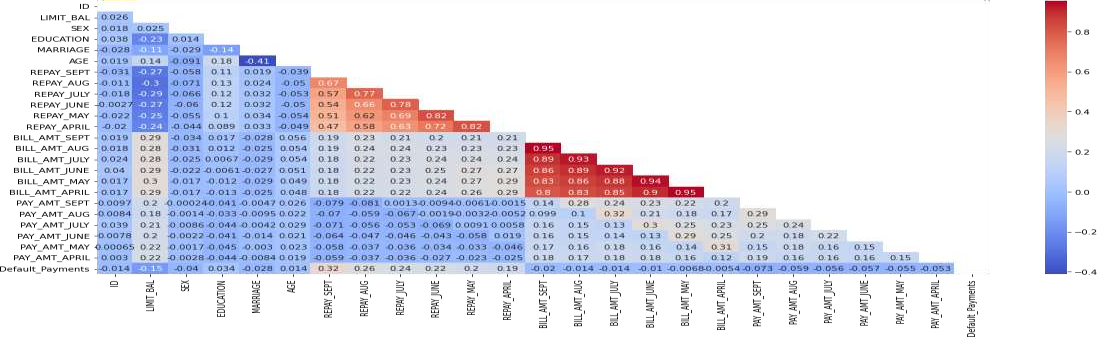 ID
LIMIT_BAL 0.026
SEX 0.018 0.025
EDUCATION 0.038 -0.23 0.014
MARRIAGE -0.028 -0.11 -0.029 -0.14
AGE 0.019 0.14 -0.091 0.18 -0.41
REPAY_SEPT -0.031 -0.27 -0.058 0.11 0.019 -0.039
REPAY_AUG -0.011 -0.3 -0.071 0.13 0.024 -0.05 0.67
REPAY_JULY -0.018 -0.29 -0.066 0.12 0.032 -0.053 0.57 0.77
REPAY_JUNE -0.0027 -0.27 -0.06 0.12 0.032 -0.05 0.54 0.66 0.78
REPAY_MAY -0.022 -0.25 -0.055 0.1 0.034 -0.054 0.51 0.62 0.69 0.82
REPAY_APRIL -0.02 -0.24 -0.044 0.089 0.033 -0.049 0.47 0.58 0.63 0.72 0.82
BILL_AMT_SEPT 0.019 0.29 -0.034 0.017 -0.028 0.056 0.19 0.23 0.21 0.2 0.21 0.21
BILL_AMT_AUG 0.018 0.28 -0.031 0.012 -0.025 0.054 0.19 0.24 0.24 0.23 0.23 0.23 0.95
BILL_AMT_JULY 0.024 0.28 -0.025 0.0067 -0.029 0.054 0.18 0.22 0.23 0.24 0.24 0.24 0.89 0.93
BILL_AMT_JUNE 0.04 0.29 -0.022 -0.0061 -0.027 0.051 0.18 0.22 0.23 0.25 0.27 0.27 0.86 0.89 0.92
BILL_AMT_MAY 0.017 0.3 -0.017 -0.012 -0.029 0.049 0.18 0.22 0.23 0.24 0.27 0.29 0.83 0.86 0.88 0.94
BILL_AMT_APRIL 0.017 0.29 -0.017 -0.013 -0.025 0.048 0.18 0.22 0.22 0.24 0.26 0.29 0.8 0.83 0.85 0.9 0.95
PAY_AMT_SEPT 0.0097 0.2 -0.00024 -0.041 -0.0047 0.026 -0.079 -0.081 0.0013 -0.0094 -0.0061 -0.0015 0.14 0.28 0.24 0.23 0.22 0.2
PAY_AMT_AUG 0.0084 0.18 -0.0014 -0.033 -0.0095 0.022 -0.07 -0.059 -0.067 -0.0019 -0.0032 -0.0052 0.099 0.1 0.32 0.21 0.18 0.17 0.29
PAY_AMT_JULY 0.039 0.21 -0.0086 -0.044 -0.0042 0.029 -0.071 -0.056 -0.053 -0.069 0.0091 0.0058 0.16 0.15 0.13 0.3 0.25 0.23 0.25 0.24
PAY_AMT_JUNE 0.0078 0.2 -0.0022 -0.041 -0.014 0.021 -0.064 -0.047 -0.046 -0.043 -0.058 0.019 0.16 0.15 0.14 0.13 0.29 0.25 0.2 0.18 0.22
PAY_AMT_MAY 0.00065 0.22 -0.0017 -0.045 -0.003 0.023 -0.058 -0.037 -0.036 -0.034 -0.033 -0.046 0.17 0.16 0.18 0.16 0.14 0.31 0.15 0.18 0.16 0.15
PAY_AMT_APRIL 0.003 0.22 -0.0028 -0.044 -0.0084 0.019 -0.059 -0.037 -0.036 -0.027 -0.023 -0.025 0.18 0.17 0.18 0.18 0.16 0.12 0.19 0.16 0.16 0.16 0.15
Default_Payments -0.014 -0.15 -0.04 0.034 -0.028 0.014 0.32 0.26 0.24 0.22 0.2 0.19 -0.02 -0.014 -0.014 -0.01 -0.0068 -0.0054 -0.073 -0.059 -0.056 -0.057 -0.055 -0.053
ID LIMIT_BAL SEX EDUCATION MARRIAGE AGE REPAY_SEPT REPAY_AUG REPAY_JULY REPAY_JUNE REPAY_MAY REPAY_APRIL BILL_AMT_SEPT BILL_AMT_AUG BILL_AMT_JULY BILL_AMT_JUNE BILL_AMT_MAY BILL_AMT_APRIL PAY_AMT_SEPT PAY_AMT_AUG PAY_AMT_JULY PAY_AMT_JUNE PAY_AMT_MAY PAY_AMT_APRIL Default_Payments
0.8
0.6
0.4
0.2
0.0
-0.2
-0.4